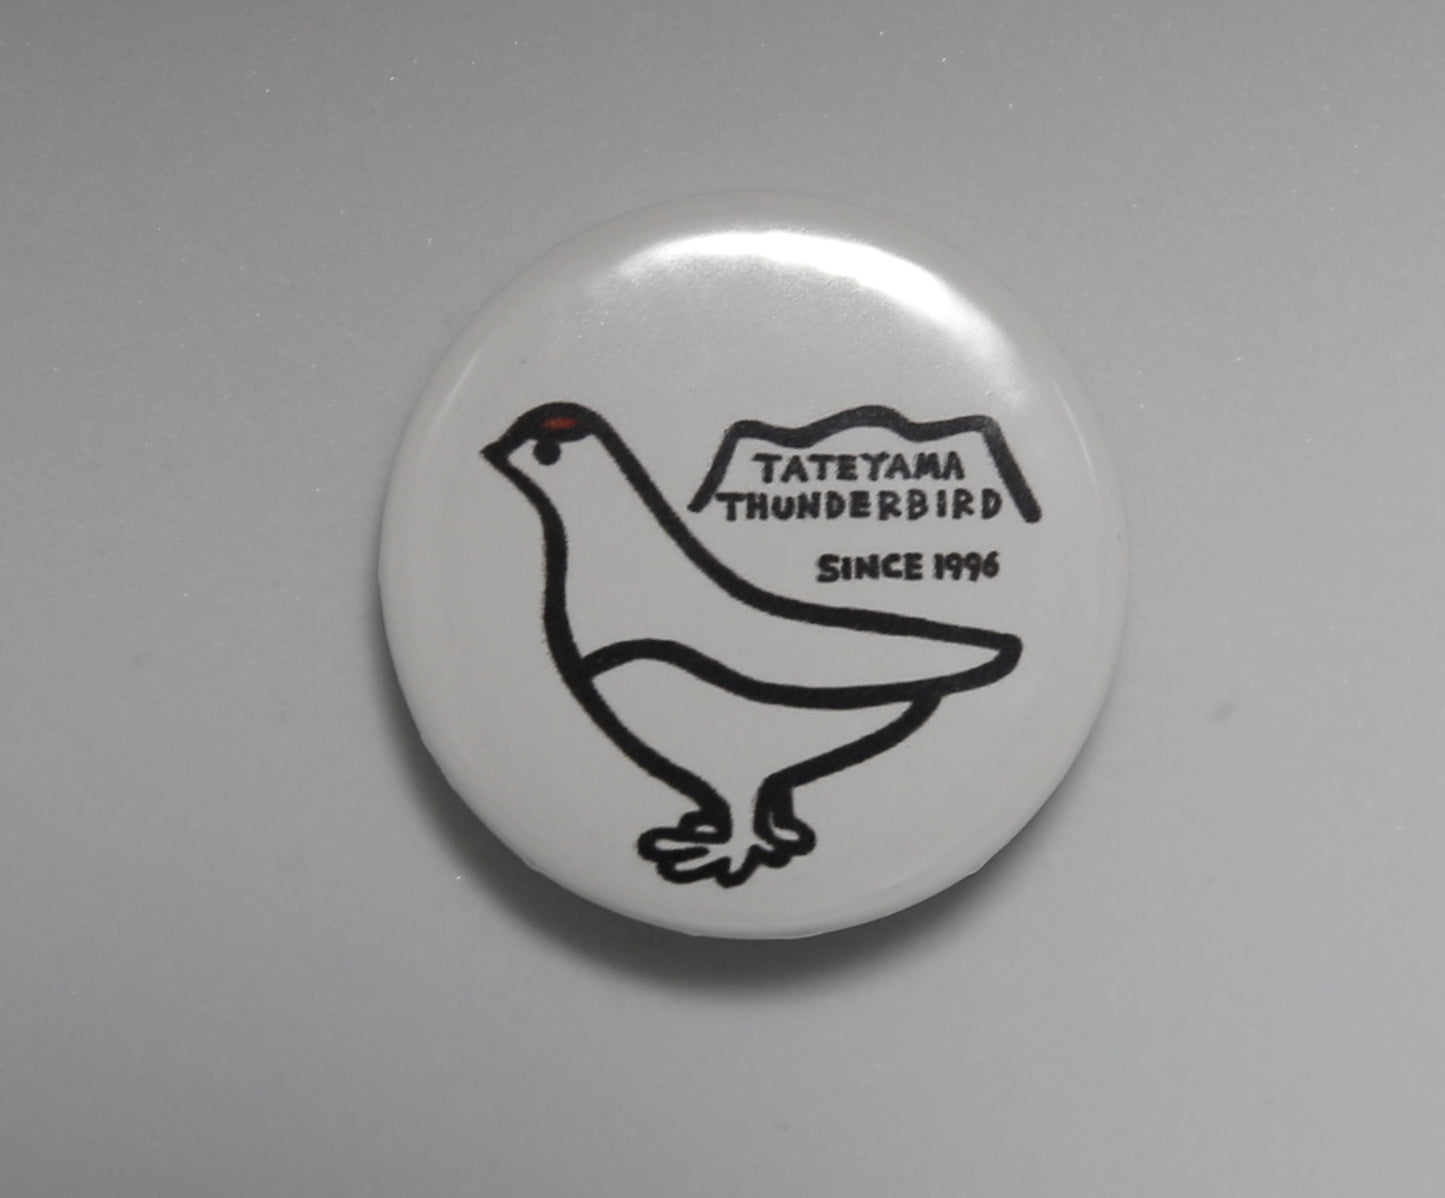 TATEYAMA
THUNDERBIRD
SINCE 1996